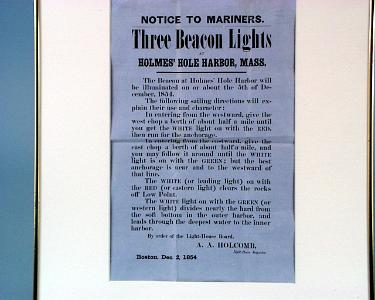 NOTICE TO MARINERS.
Three Beacon Lights
AT
HOLMES' HOLE HARBOR, MASS.
The Beacon at Holmes' Hole Harbor will
be illuminated on or about the 5th of De-
cember, 1854.
The following sailing directions will ex-
plain their use and character:
In entering from the westward, give the
west chop a berth of about half a mile until
you get the WHITE light on with the RED,
then run for the anchorage.
In entering from the eastward, give the
east chop a berth of about half a mile, and
you may follow it around until the WHITE
light is on with the GREEN; but the best
anchorage is near and to the westward of
that line.
The WHITE (or leading light) on with
the RED (or eastern light) clears the rocks
off Low Point.
The WHITE light on with the GREEN (or
western light) divides nearly the hard from
the soft bottom in the outer harbor, and
leads through the deepest water to the inner
harbor.
By order of the Light-House Board,
A. A. HOLCOMB,
Light-House Inspector.
Boston, Dec 2, 1854